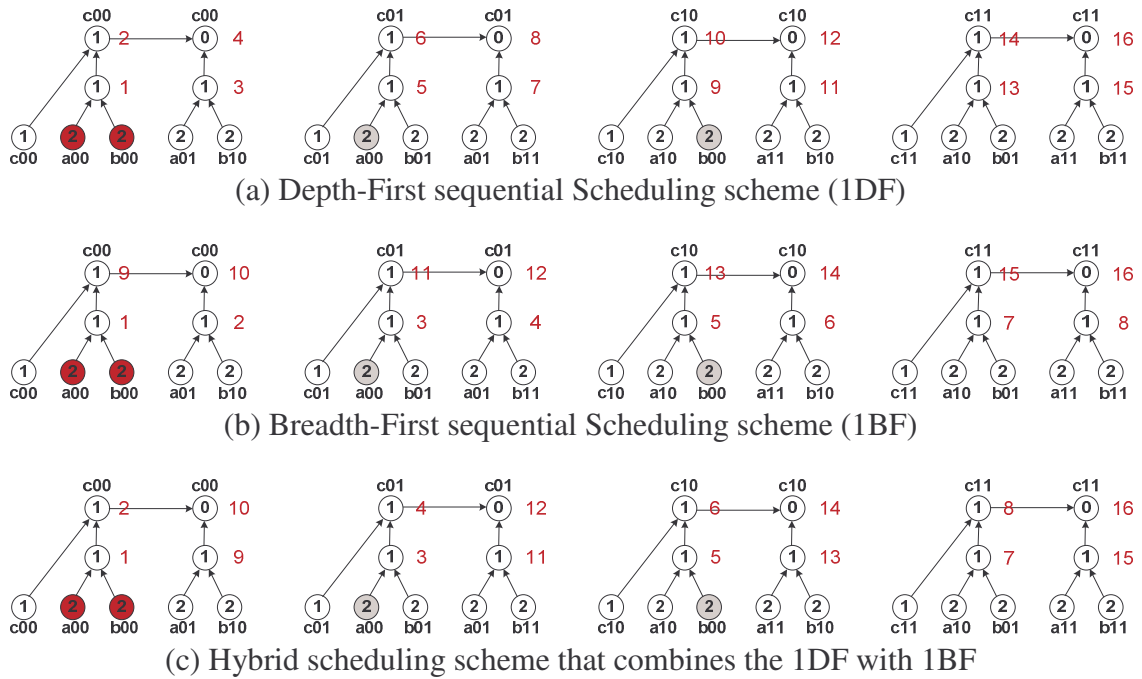 c00 c00 c01 c01 c10 c10 c11 c11
1 2 0 4 1 6 0 8 1 10 0 12 1 14 0 16
1 1 1 3 1 5 1 7 1 9 1 11 1 13 1 15
1 2 2 2 2 1 2 2 2 2 1 2 2 2 2 1 2 2 2 2
c00 a00 b00 a01 b10 c01 a00 b01 a01 b11 c10 a10 b00 a11 b10 c11 a10 b01 a11 b11
(a) Depth-First sequential Scheduling scheme (1DF)
c00 c00 c01 c01 c10 c10 c11 c11
1 9 0 10 1 11 0 12 1 13 0 14 1 15 0 16
1 1 1 2 1 3 1 4 1 5 1 6 1 7 1 8
1 2 2 2 2 1 2 2 2 2 1 2 2 2 2 1 2 2 2 2
c00 a00 b00 a01 b10 c01 a00 b01 a01 b11 c10 a10 b00 a11 b10 c11 a10 b01 a11 b11
(b) Breadth-First sequential Scheduling scheme (1BF)
c00 c00 c01 c01 c10 c10 c11 c11
1 2 0 10 1 4 0 12 1 6 0 14 1 8 0 16
1 1 1 9 1 3 1 11 1 5 1 13 1 7 1 15
1 2 2 2 2 1 2 2 2 2 1 2 2 2 2 1 2 2 2 2
c00 a00 b00 a01 b10 c01 a00 b01 a01 b11 c10 a10 b00 a11 b10 c11 a10 b01 a11 b11
(c) Hybrid scheduling scheme that combines the 1DF with 1BF